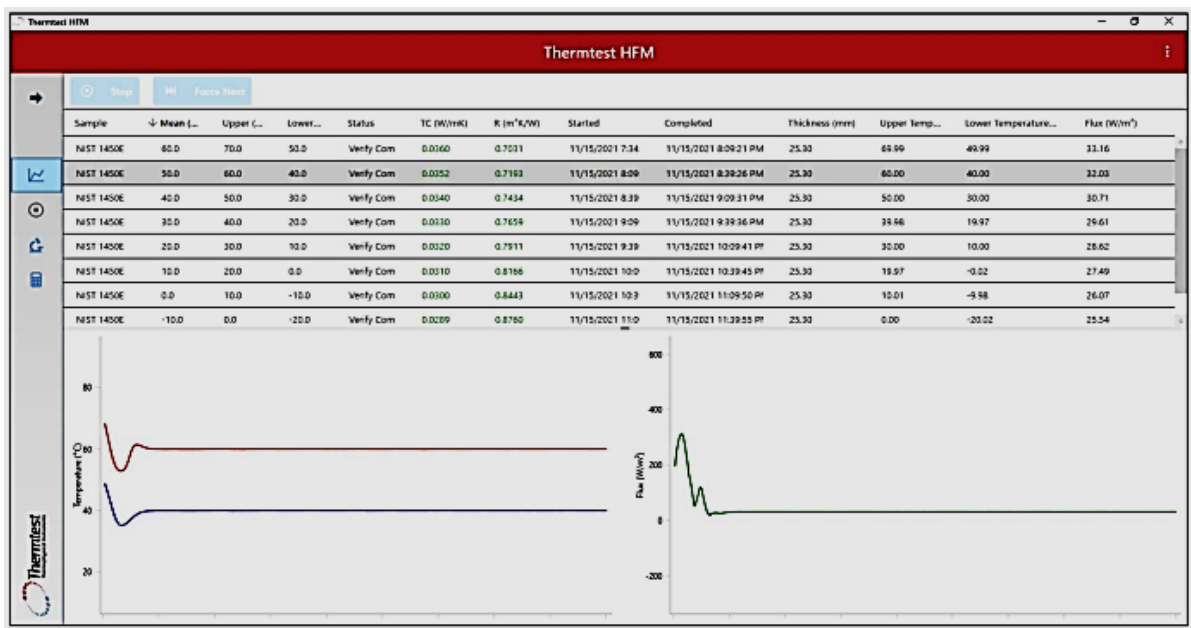 Thermtest HFM
Thermtest HFM
Stop Force Next
Sample Mean (... Upper (... Lower... Status TC (W/mK) R (m²K/W) Started Completed Thickness (mm) Upper Temp... Lower Temperature... Flux (W/m²)
NIST 1450E 60.0 70.0 50.0 Verify Com 0.0360 0.7031 11/15/2021 7:34 11/15/2021 8:09:21 PM 25.30 69.99 49.99 33.16
NIST 1450E 50.0 60.0 40.0 Verify Com 0.0352 0.7193 11/15/2021 8:09 11/15/2021 8:39:26 PM 25.30 60.00 40.00 32.03
NIST 1450E 40.0 50.0 30.0 Verify Com 0.0340 0.7434 11/15/2021 8:39 11/15/2021 9:09:31 PM 25.30 50.00 30.00 30.71
NIST 1450E 30.0 40.0 20.0 Verify Com 0.0330 0.7659 11/15/2021 9:09 11/15/2021 9:39:36 PM 25.30 39.98 19.97 29.61
NIST 1450E 20.0 30.0 10.0 Verify Com 0.0320 0.7911 11/15/2021 9:39 11/15/2021 10:09:41 PM 25.30 30.00 10.00 28.62
NIST 1450E 10.0 20.0 0.0 Verify Com 0.0310 0.8166 11/15/2021 10:0 11/15/2021 10:39:45 PM 25.30 19.97 -0.02 27.49
NIST 1450E 0.0 10.0 -10.0 Verify Com 0.0300 0.8443 11/15/2021 10:3 11/15/2021 11:09:50 PM 25.30 10.01 -9.98 26.07
NIST 1450E -10.0 0.0 -20.0 Verify Com 0.0289 0.8760 11/15/2021 11:0 11/15/2021 11:39:55 PM 25.30 0.00 -20.02 25.54
Temperature (°C)
80
60
40
20
Flux (W/m²)
600
400
200
0
-200
Thermtest